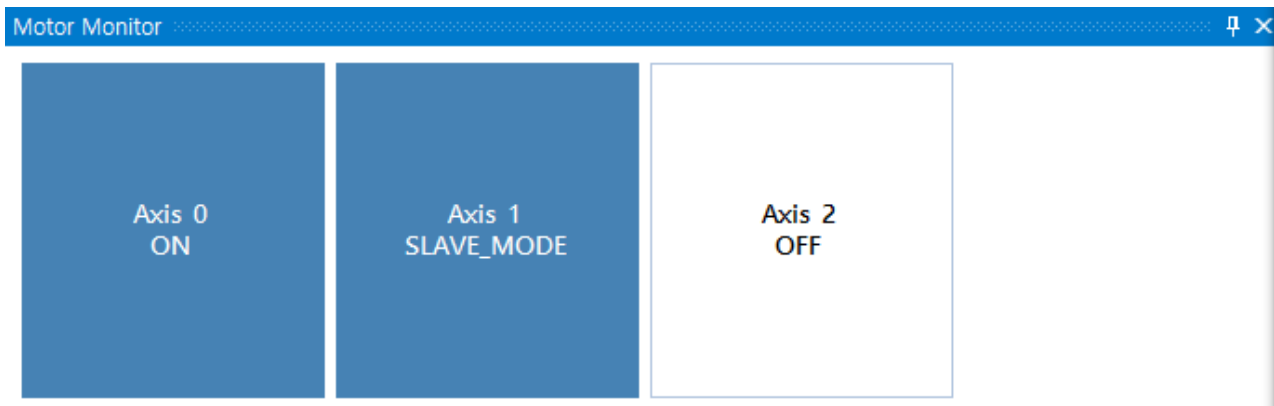 Motor Monitor
Axis 0
ON
Axis 1
SLAVE_MODE
Axis 2
OFF